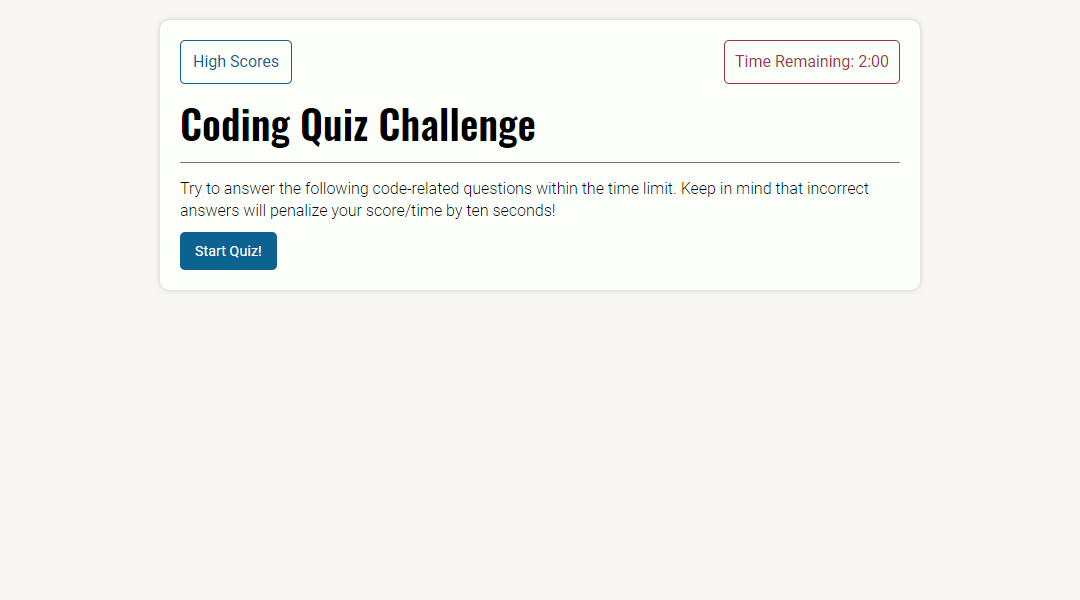 High Scores
Time Remaining: 2:00
Coding Quiz Challenge
Try to answer the following code-related questions within the time limit. Keep in mind that incorrect
answers will penalize your score/time by ten seconds!
Start Quiz!